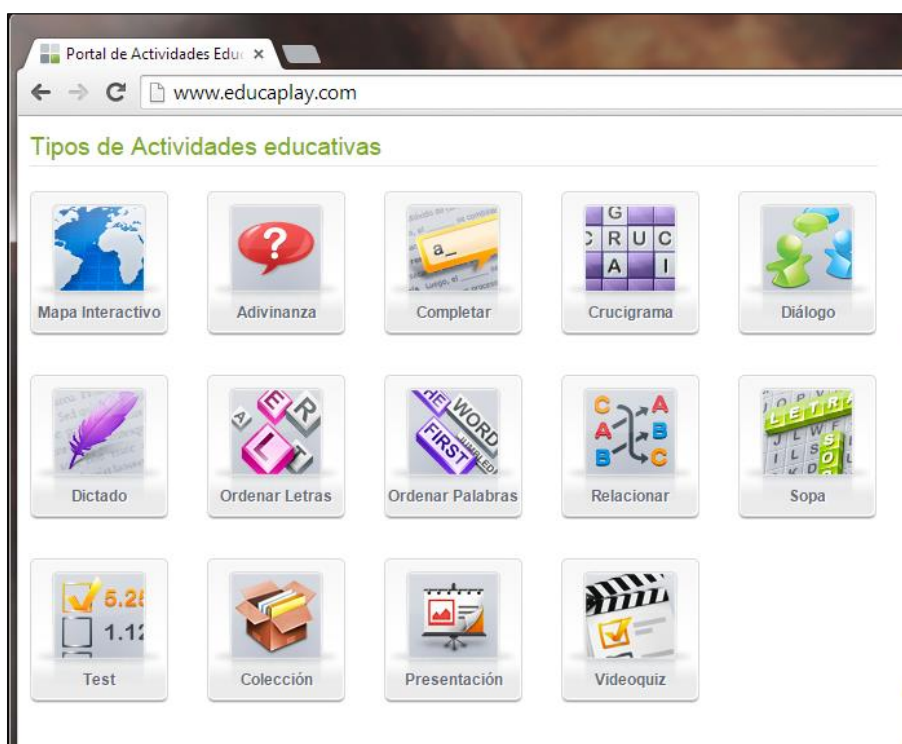 Portal de Actividades Edu
www.educaplay.com
Tipos de Actividades educativas
Mapa Interactivo
Adivinanza
Completar
Crucigrama
Diálogo
Dictado
Ordenar Letras
Ordenar Palabras
Relacionar
Sopa
Test
Colección
Presentación
Videoquiz